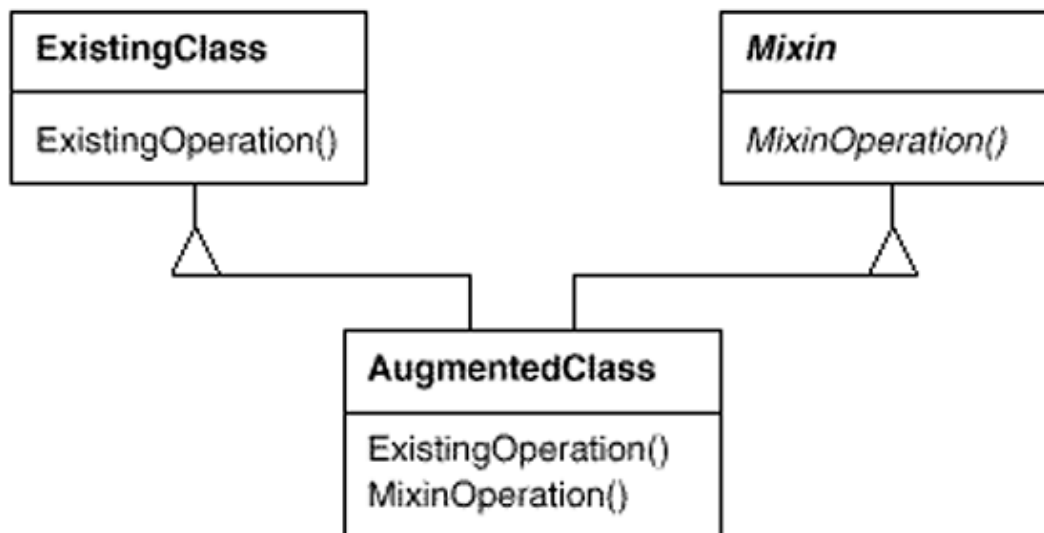 ExistingClass
ExistingOperation()
Mixin
MixinOperation()
AugmentedClass
ExistingOperation()
MixinOperation()